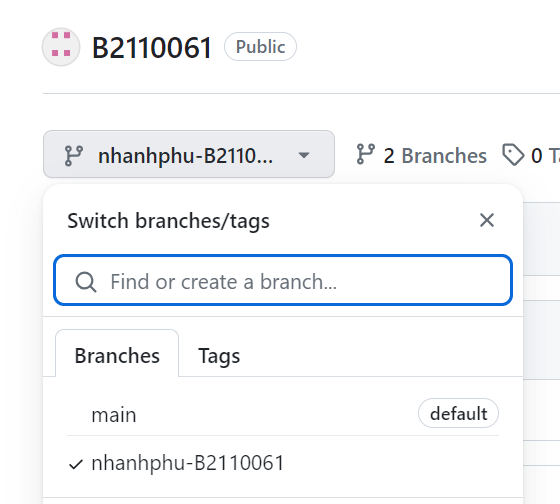 B2110061 Public
nhanhphu-B2110... 2 Branches 0 T
Switch branches/tags
Find or create a branch...
Branches Tags
main default
nhanhphu-B2110061